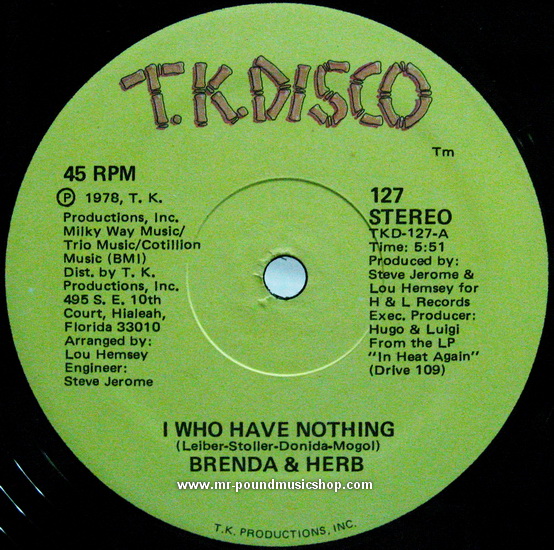 T.K. DISCO
Tm
45 RPM
Ⓟ 1978, T. K.
Productions, Inc.
Milky Way Music/
Trio Music/Cotillion
Music (BMI)
Dist. by T. K.
Productions, Inc.
495 S. E. 10th
Court, Hialeah,
Florida 33010
Arranged by:
Lou Hemsey
Engineer:
Steve Jerome
127
STEREO
TKD-127-A
Time: 5:51
Produced by:
Steve Jerome &
Lou Hemsey for
H & L Records
Exec. Producer:
Hugo & Luigi
From the LP
"In Heat Again"
(Drive 109)
I WHO HAVE NOTHING
(Leiber-Stoller-Donida-Mogol)
BRENDA & HERB
www.mr-poundmusicshop.com
T.K. PRODUCTIONS, INC.